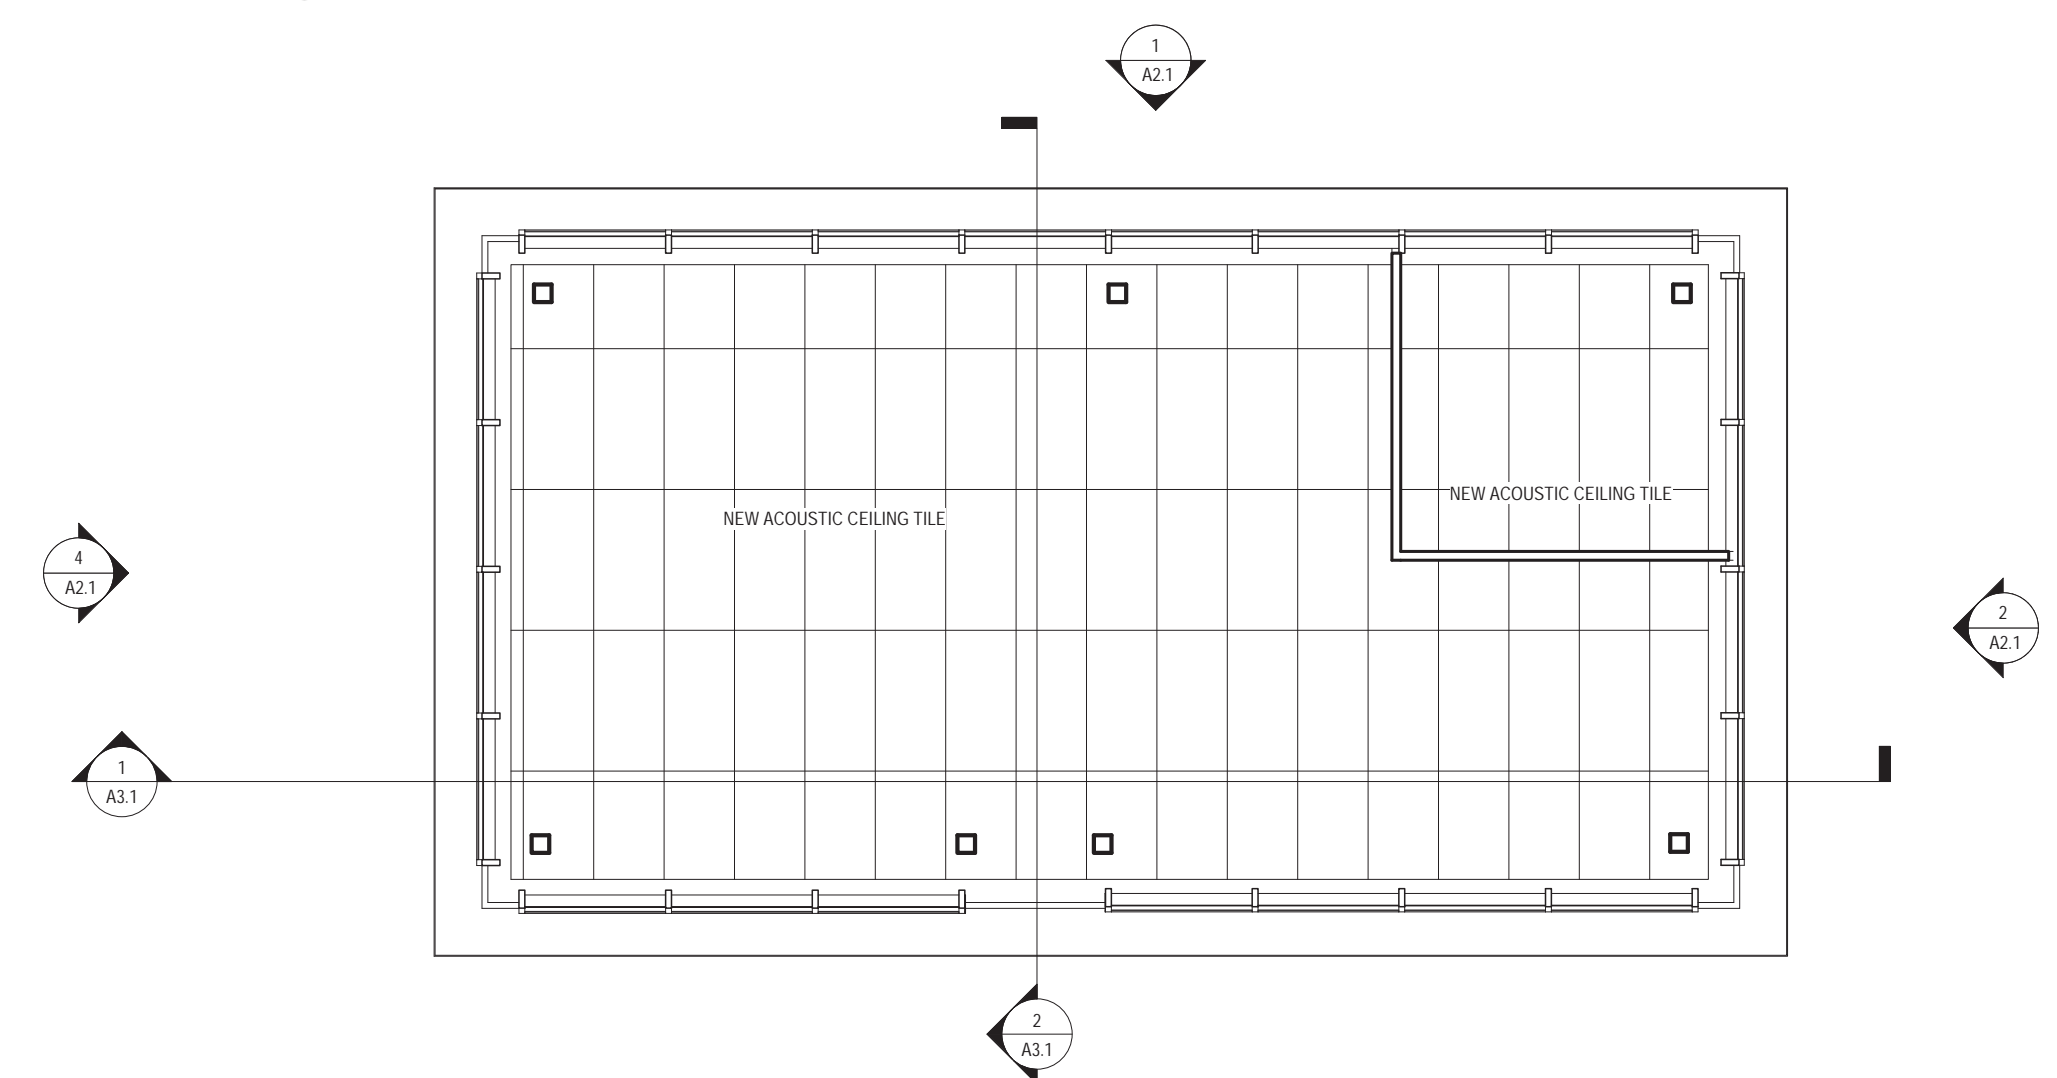 1
A2.1
NEW ACOUSTIC CEILING TILE
NEW ACOUSTIC CEILING TILE
4
A2.1
2
A2.1
1
A3.1
2
A3.1